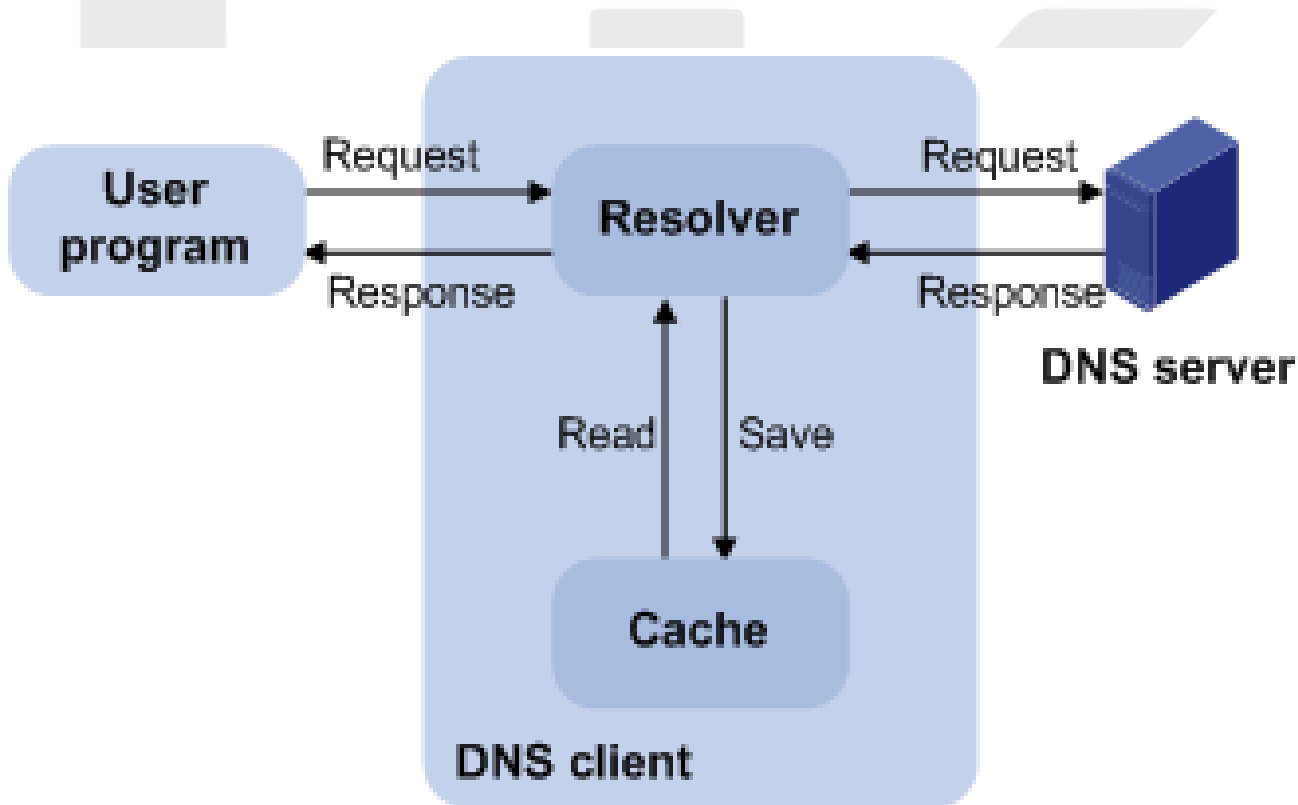 Request
Request
User
program
Resolver
Response
Response
DNS server
Read
Save
Cache
DNS client